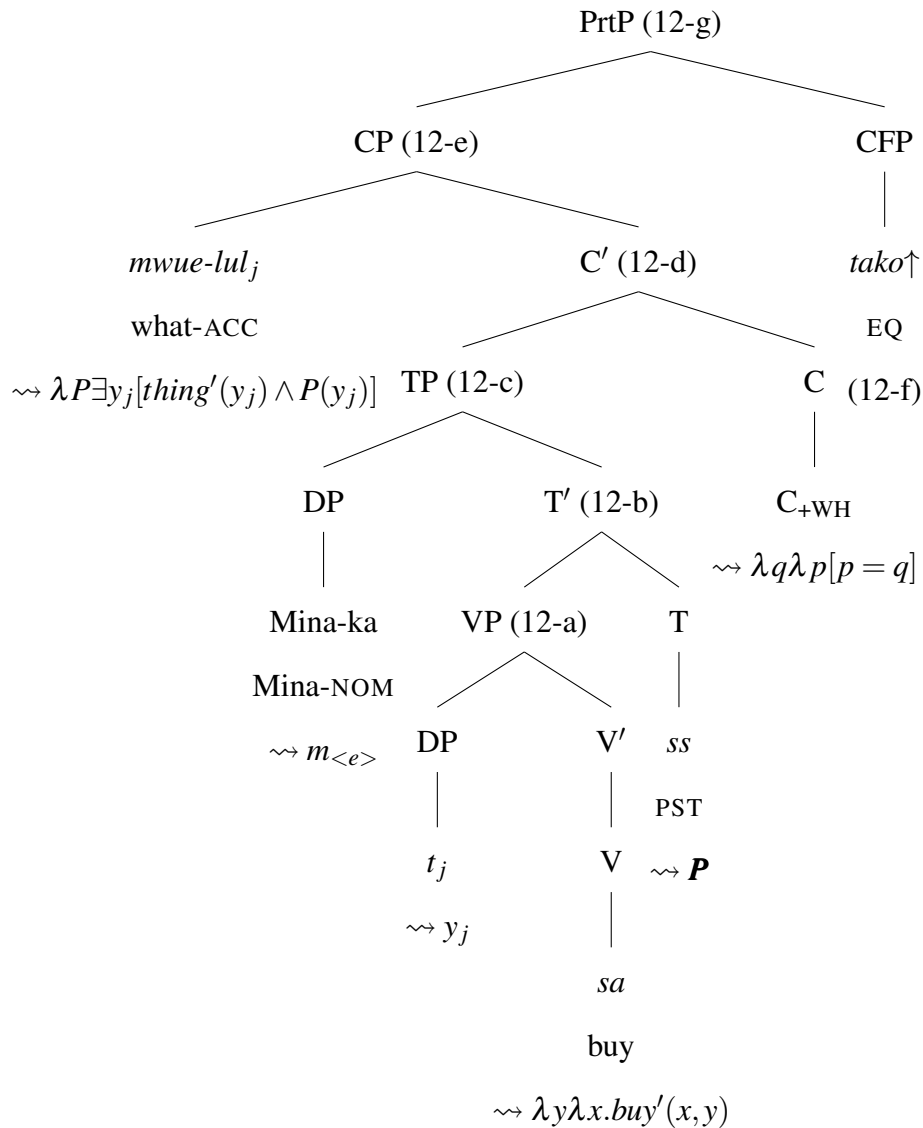 PrtP (12-g)
CP (12-e) CFP
mwue-lul_j C′ (12-d) tako↑
what-ACC EQ
⇝ λP∃y_j[thing′(y_j) ∧ P(y_j)] TP (12-c) C (12-f)
DP T′ (12-b) C_{+WH}
⇝ λqλp[p = q]
Mina-ka VP (12-a) T
Mina-NOM
⇝ m_{<e>} DP V′ ss
PST
t_j V ⇝ P
⇝ y_j
sa
buy
⇝ λyλx.buy′(x,y)